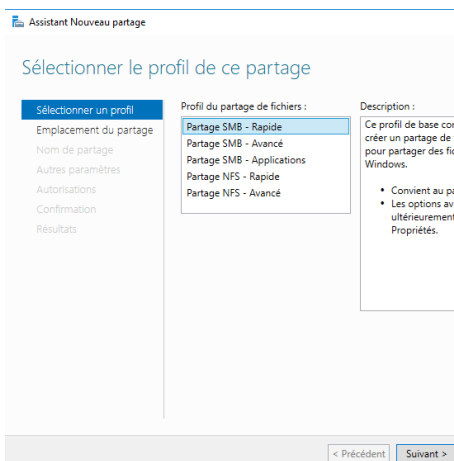 Assistant Nouveau partage
Sélectionner le profil de ce partage
Sélectionner un profil
Emplacement du partage
Nom de partage
Autres paramètres
Autorisations
Confirmation
Résultats
Profil du partage de fichiers :
Partage SMB - Rapide
Partage SMB - Avancé
Partage SMB - Applications
Partage NFS - Rapide
Partage NFS - Avancé
Description :
Ce profil de base co
créer un partage de
pour partager des fic
Windows.
• Convient au pa
• Les options av
ultérieurement
Propriétés.
< Précédent
Suivant >